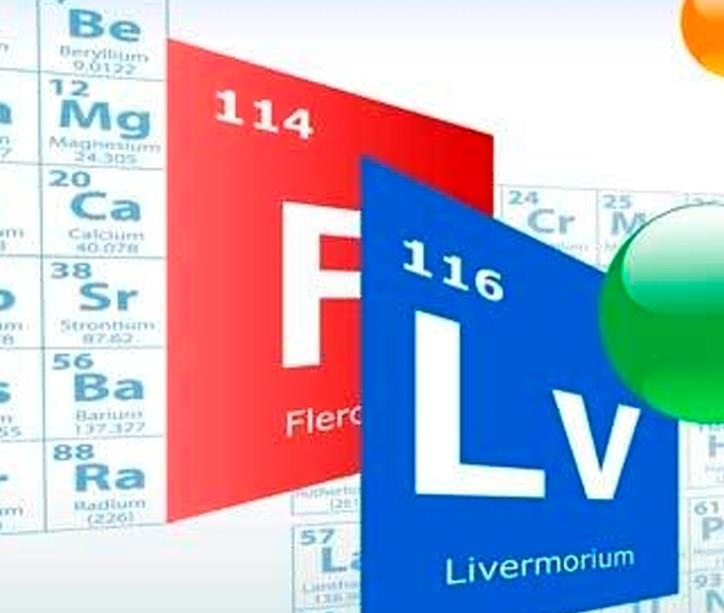 Be
Beryllium
9.0122
12
Mg
Magnesium
24.305
20
Ca
Calcium
40.078
38
Sr
Strontium
87.62
56
Ba
Barium
137.327
88
Ra
Radium
(226)
114
F
Flero
116
Lv
Livermorium
24
Cr
25
M
57
La
61
P
93
N